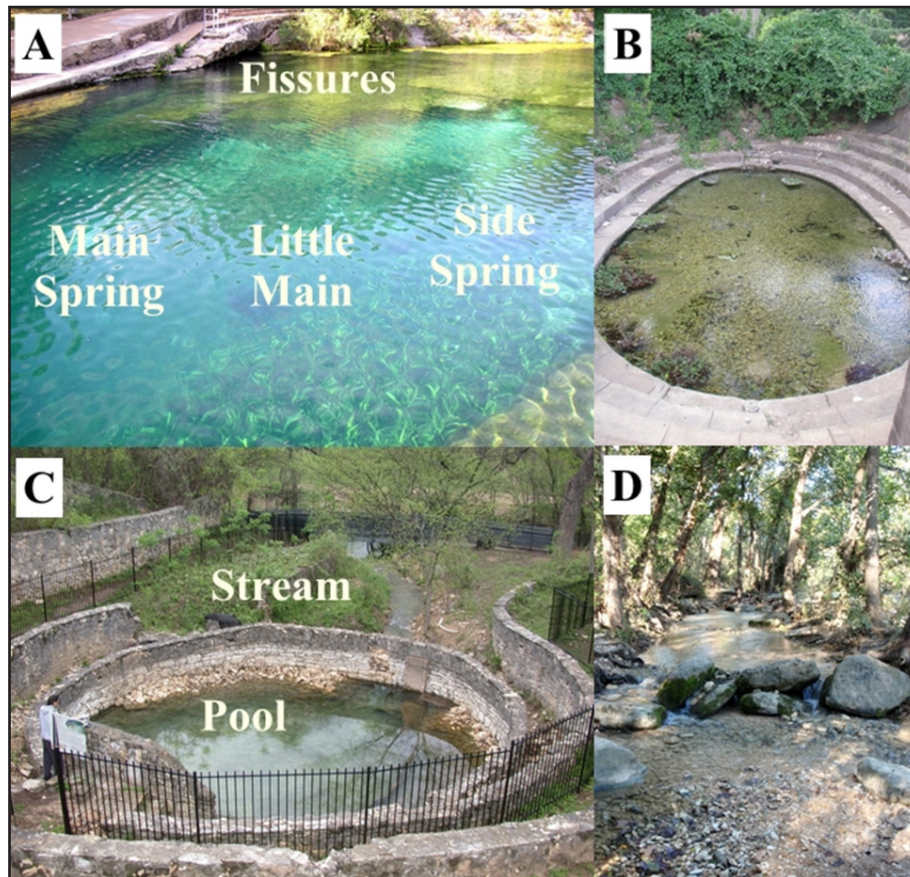 A
Fissures
Main
Spring
Little
Main
Side
Spring
B
C
Stream
Pool
D